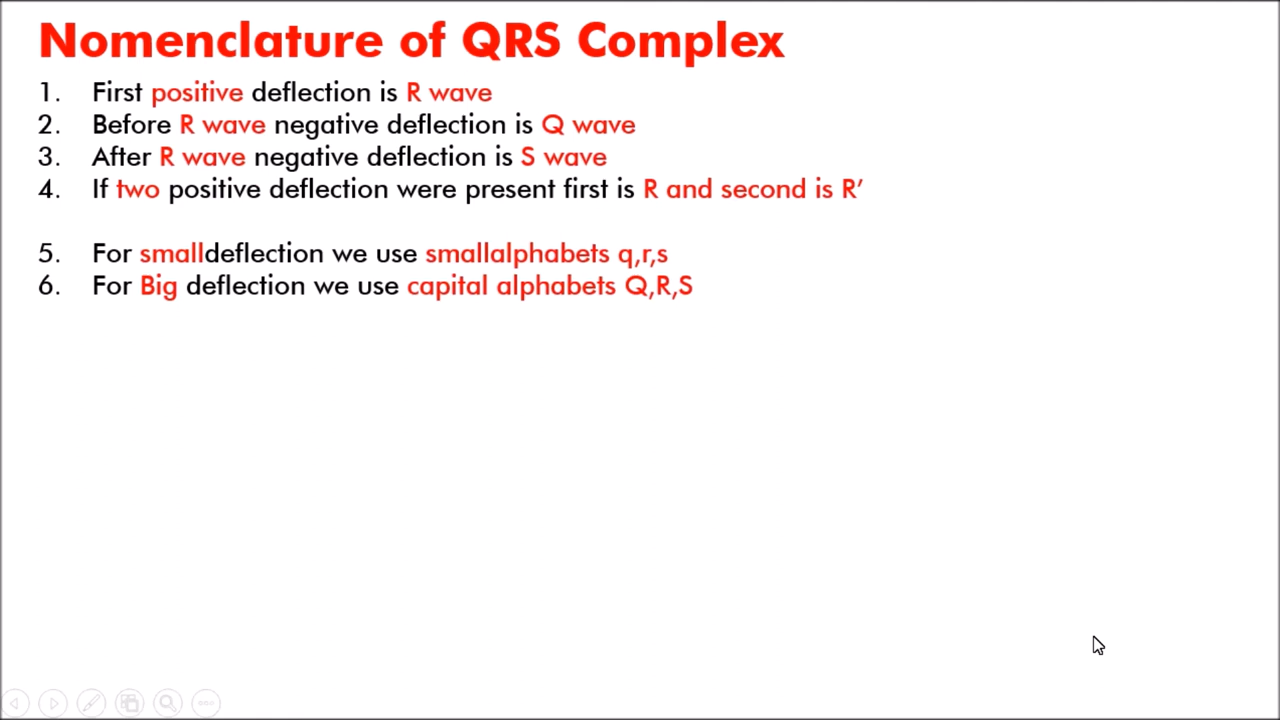 Nomenclature of QRS Complex
1. First positive deflection is R wave
2. Before R wave negative deflection is Q wave
3. After R wave negative deflection is S wave
4. If two positive deflection were present first is R and second is R’
5. For smalldeflection we use smallalphabets q,r,s
6. For Big deflection we use capital alphabets Q,R,S